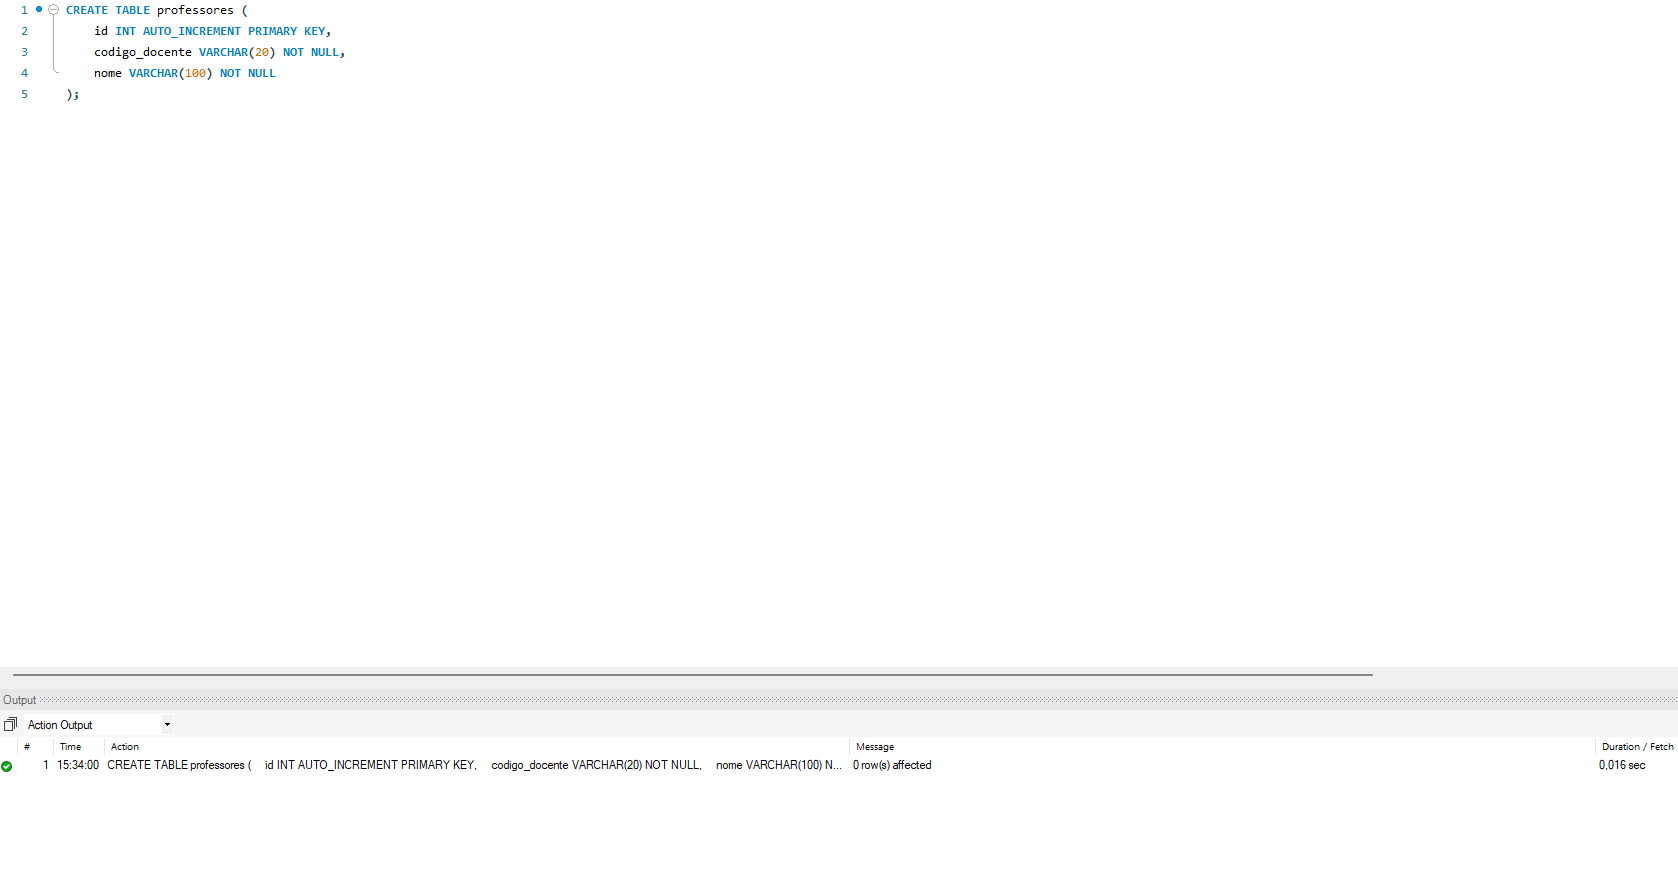 1 CREATE TABLE professores (
2 id INT AUTO_INCREMENT PRIMARY KEY,
3 codigo_docente VARCHAR(20) NOT NULL,
4 nome VARCHAR(100) NOT NULL
5 );
Output
Action Output
# Time Action Message Duration / Fetch
1 15:34:00 CREATE TABLE professores ( id INT AUTO_INCREMENT PRIMARY KEY, codigo_docente VARCHAR(20) NOT NULL, nome VARCHAR(100) N... 0 row(s) affected 0,016 sec